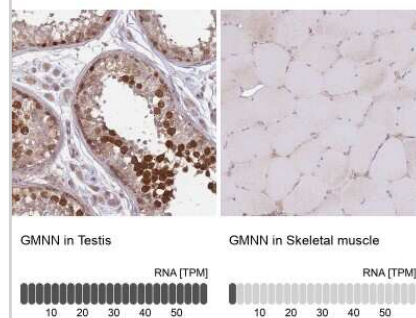 GMNN in Testis
GMNN in Skeletal muscle
RNA [TPM]
RNA [TPM]
10 20 30 40 50
10 20 30 40 50